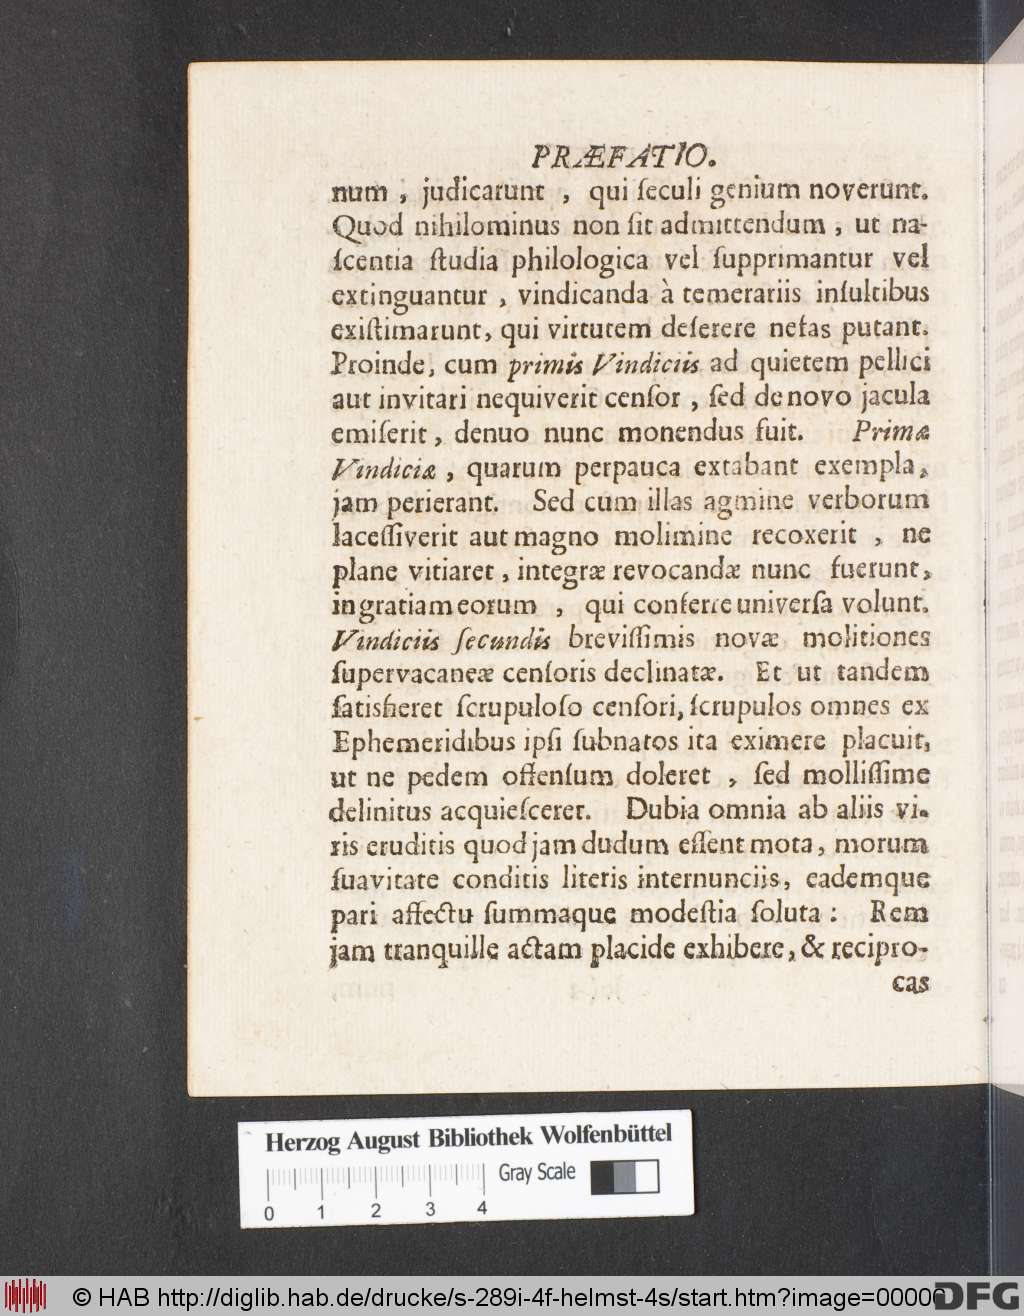 PRÆFATIO.
num , judicarunt , qui ſeculi genium noverunt.
Quod nihilominus non ſit admittendum , ut na-
ſcentia ſtudia philologica vel ſupprimantur vel
extinguantur , vindicanda à temerariis inſultibus
exiſtimarunt, qui virtutem deſerere nefas putant.
Proinde, cum primis Vindiciis ad quietem pellici
aut invitari nequiverit cenſor , ſed de novo jacula
emiſerit , denuo nunc monendus fuit. Primæ
Vindiciæ , quarum perpauca extabant exempla,
jam perierant. Sed cum illas agmine verborum
laceſſiverit aut magno molimine recoxerit , ne
plane vitiaret , integræ revocandæ nunc fuerunt,
in gratiam eorum , qui conferre univerſa volunt.
Vindiciis ſecundis breviſſimis novæ molitiones
ſupervacaneæ cenſoris declinatæ. Et ut tandem
ſatisfieret ſcrupuloſo cenſori, ſcrupulos omnes ex
Ephemeridibus ipſi ſubnatos ita eximere placuit,
ut ne pedem offenſum doleret , ſed molliſſime
delinitus acquieſceret. Dubia omnia ab aliis vi-
ris eruditis quod jam dudum eſſent mota, morum
ſuavitate conditis literis internunciis, eademque
pari affectu ſummaque modeſtia ſoluta : Rem
jam tranquille actam placide exhibere, & recipro-
cas
Herzog August Bibliothek Wolfenbüttel
Gray Scale
0 1 2 3 4
© HAB http://diglib.hab.de/drucke/s-289i-4f-helmst-4s/start.htm?image=00000
DFG